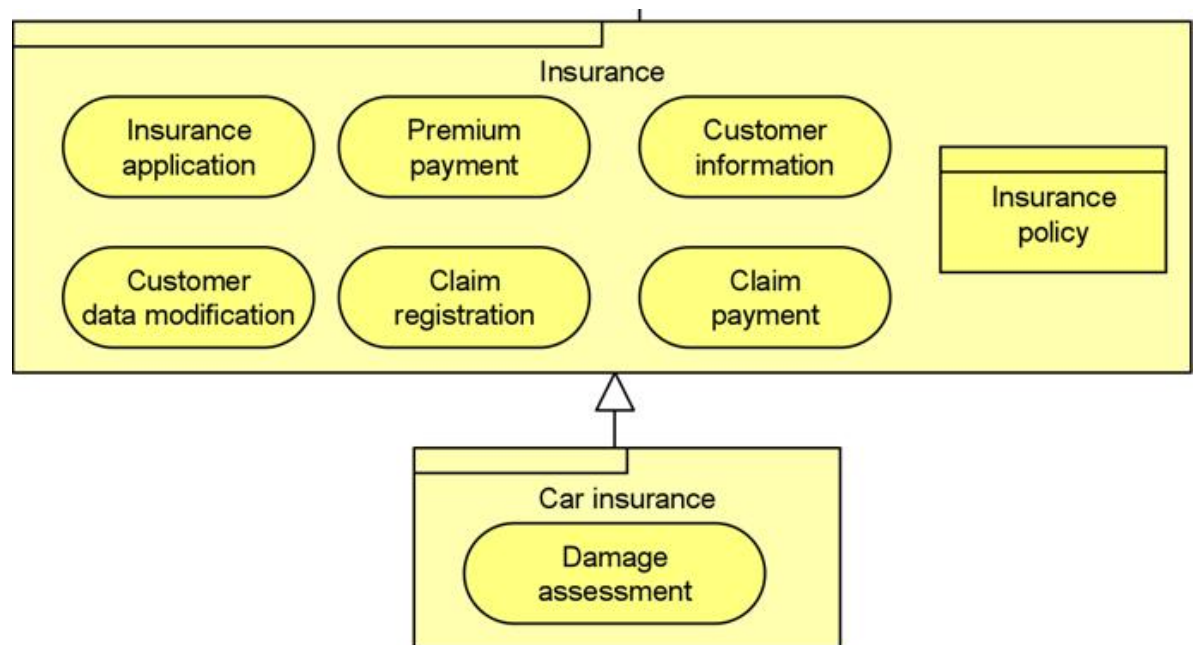 Insurance
Insurance
application
Premium
payment
Customer
information
Insurance
policy
Customer
data modification
Claim
registration
Claim
payment
Car insurance
Damage
assessment